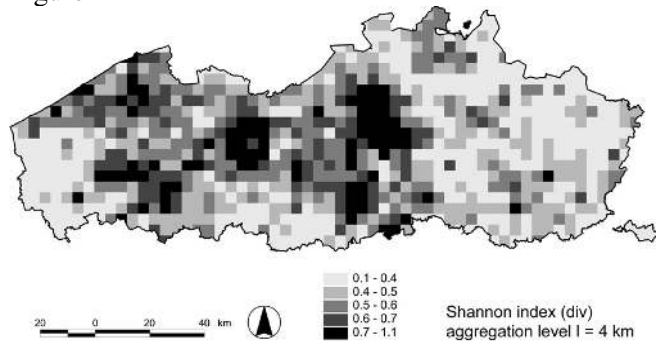 Figure
0.1 - 0.4
0.4 - 0.5
0.5 - 0.6
0.6 - 0.7
0.7 - 1.1
20 0 20 40 km
Shannon index (div)
aggregation level l = 4 km